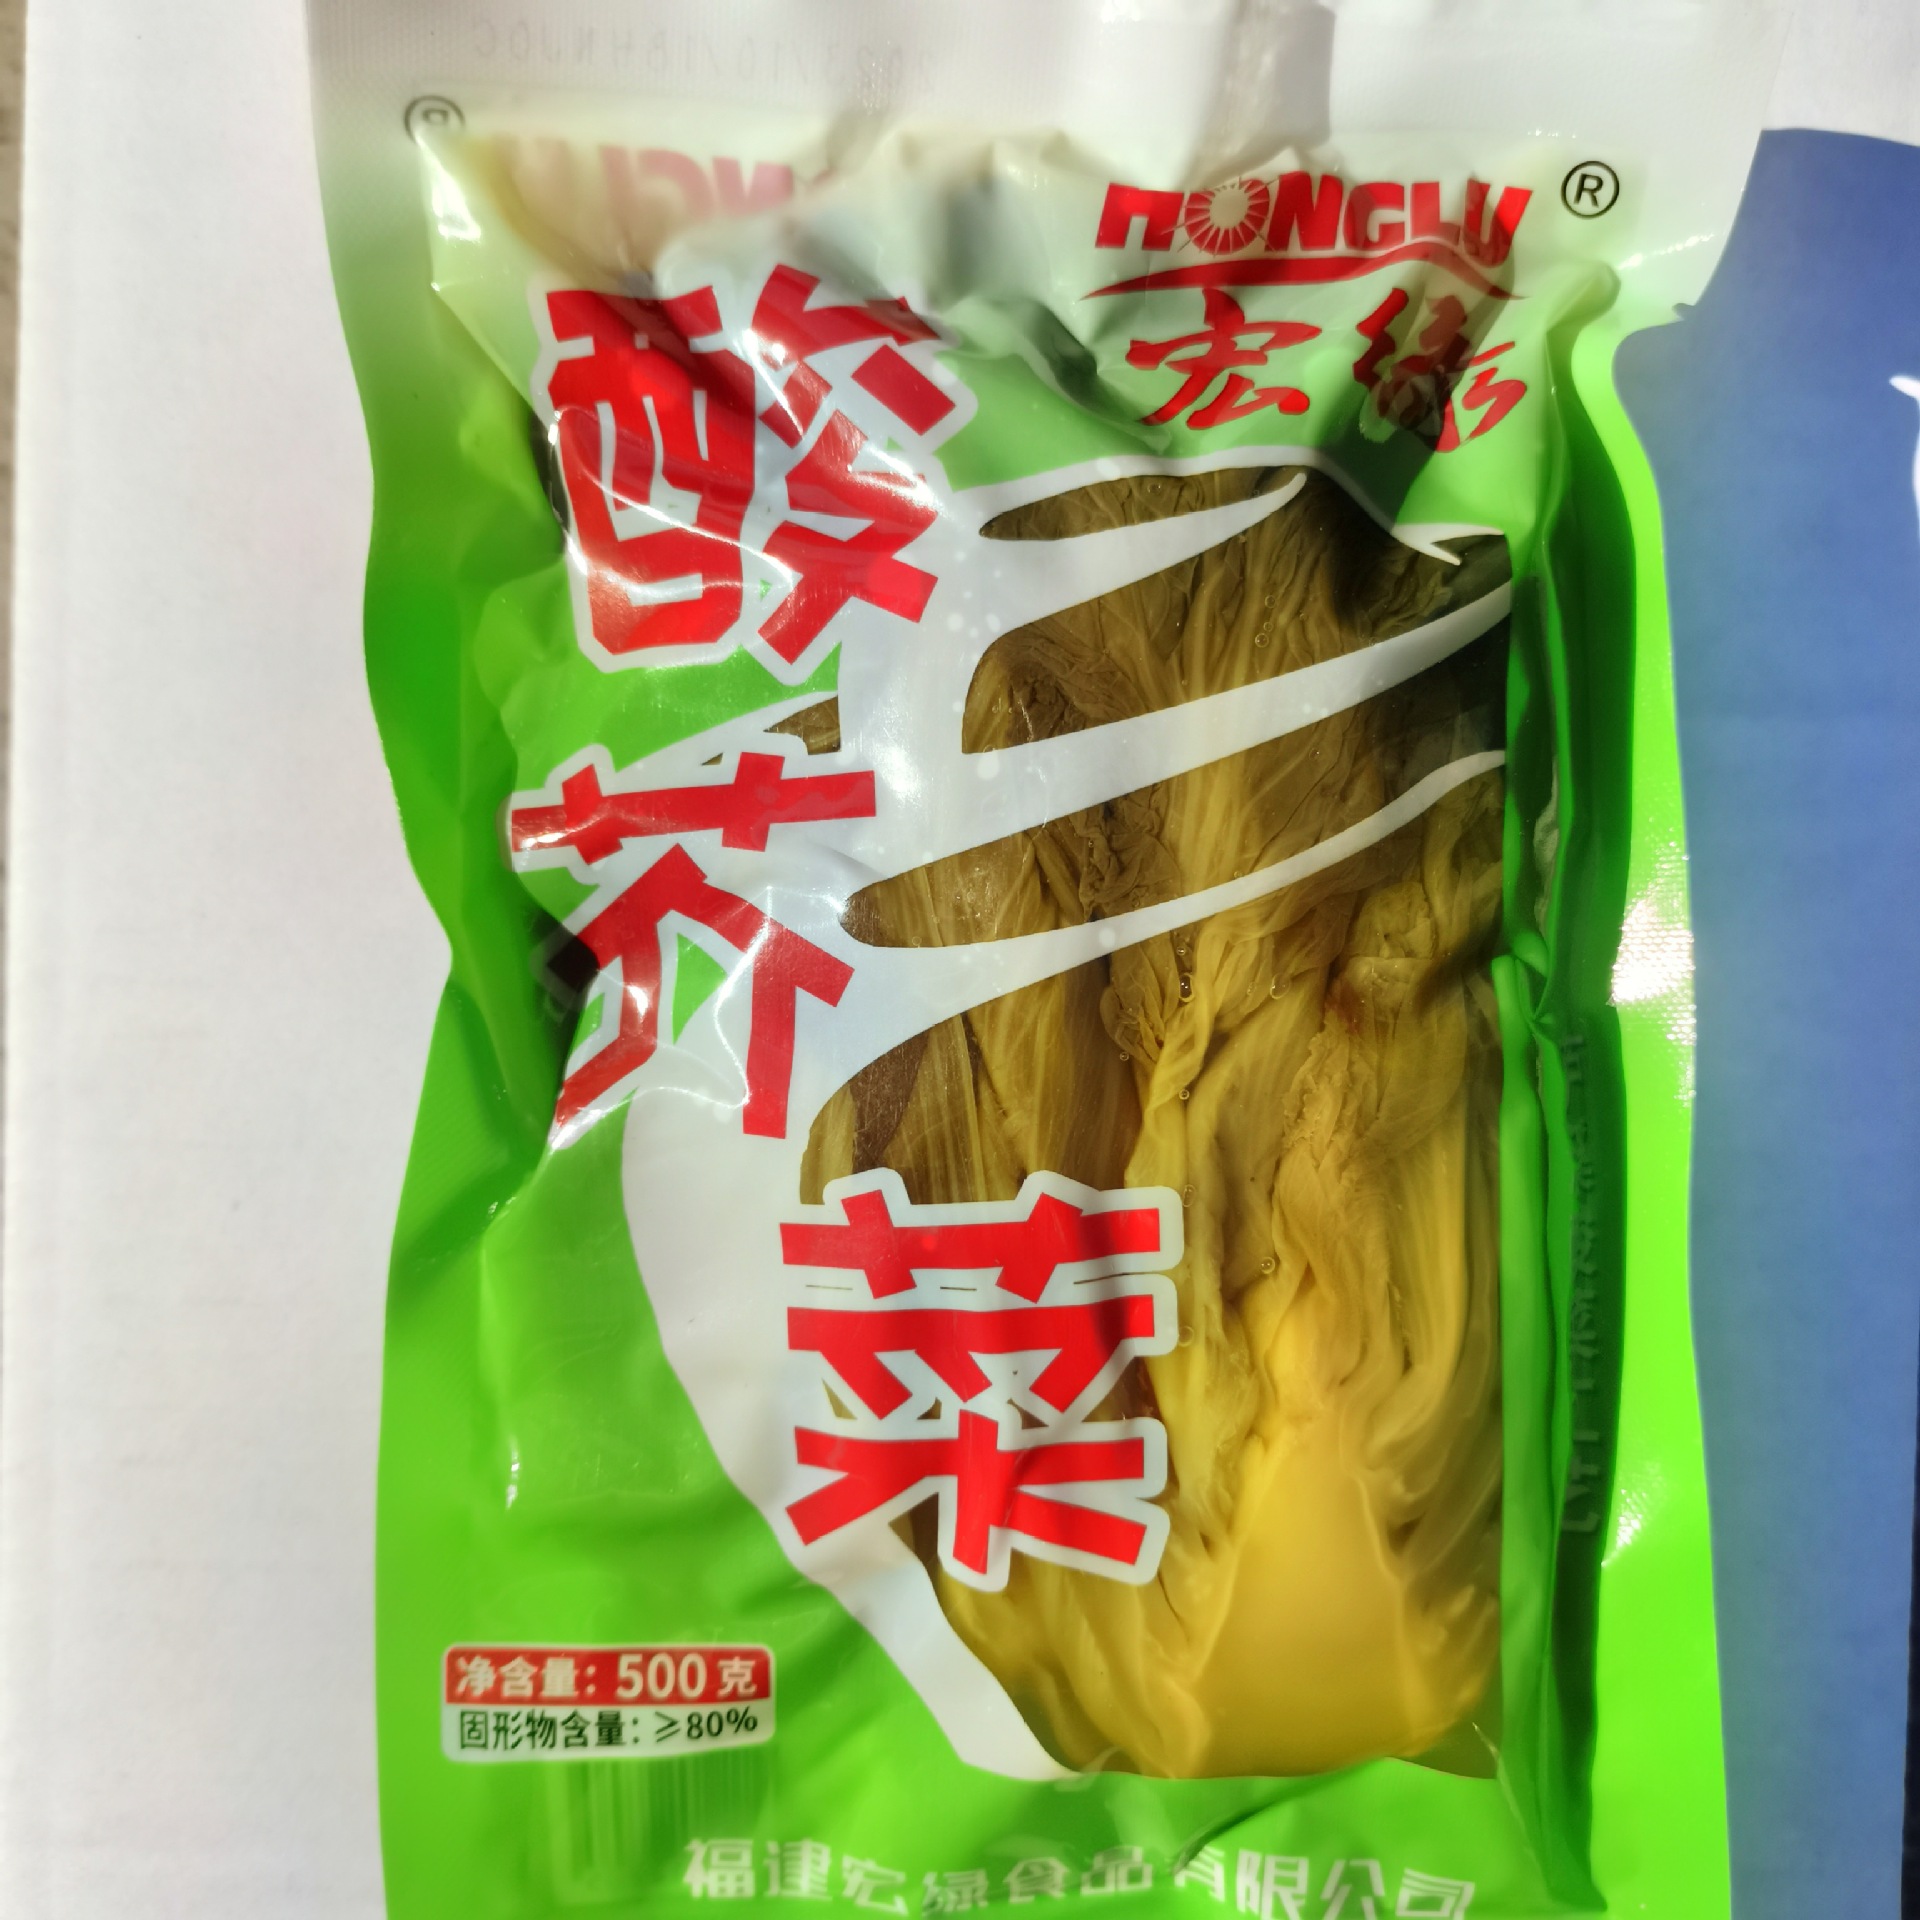 HONGLU ®
宏绿
酸芥菜
净含量：500克
固形物含量：≥80%
福建宏绿食品有限公司